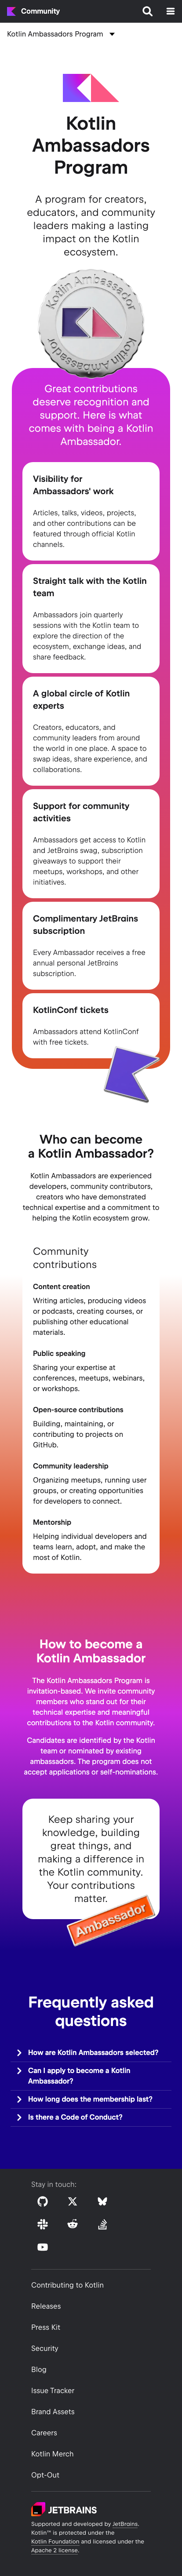 Community
Kotlin Ambassadors Program
Kotlin
Ambassadors
Program
A program for creators,
educators, and community
leaders making a lasting
impact on the Kotlin
ecosystem.
Kotlin Ambassador
Kotlin Ambassador
Great contributions
deserve recognition and
support. Here is what
comes with being a Kotlin
Ambassador.
Visibility for
Ambassadors' work
Articles, talks, videos, projects,
and other contributions can be
featured through official Kotlin
channels.
Straight talk with the Kotlin
team
Ambassadors join quarterly
sessions with the Kotlin team to
explore the direction of the
ecosystem, exchange ideas, and
share feedback.
A global circle of Kotlin
experts
Creators, educators, and
community leaders from around
the world in one place. A space to
swap ideas, share experience, and
collaborations.
Support for community
activities
Ambassadors get access to Kotlin
and JetBrains swag, subscription
giveaways to support their
meetups, workshops, and other
initiatives.
Complimentary JetBrains
subscription
Every Ambassador receives a free
annual personal JetBrains
subscription.
KotlinConf tickets
Ambassadors attend KotlinConf
with free tickets.
Who can become
a Kotlin Ambassador?
Kotlin Ambassadors are experienced
developers, community contributors,
creators who have demonstrated
technical expertise and a commitment to
helping the Kotlin ecosystem grow.
Community
contributions
Content creation
Writing articles, producing videos
or podcasts, creating courses, or
publishing other educational
materials.
Public speaking
Sharing your expertise at
conferences, meetups, webinars,
or workshops.
Open-source contributions
Building, maintaining, or
contributing to projects on
GitHub.
Community leadership
Organizing meetups, running user
groups, or creating opportunities
for developers to connect.
Mentorship
Helping individual developers and
teams learn, adopt, and make the
most of Kotlin.
How to become a
Kotlin Ambassador
The Kotlin Ambassadors Program is
invitation-based. We invite community
members who stand out for their
technical expertise and meaningful
contributions to the Kotlin community.
Candidates are identified by the Kotlin
team or nominated by existing
ambassadors. The program does not
accept applications or self-nominations.
Keep sharing your
knowledge, building
great things, and
making a difference in
the Kotlin community.
Your contributions
matter.
Ambassador
Frequently asked
questions
How are Kotlin Ambassadors selected?
Can I apply to become a Kotlin
Ambassador?
How long does the membership last?
Is there a Code of Conduct?
Stay in touch:
Contributing to Kotlin
Releases
Press Kit
Security
Blog
Issue Tracker
Brand Assets
Careers
Kotlin Merch
Opt-Out
JETBRAINS
Supported and developed by JetBrains.
Kotlin™ is protected under the
Kotlin Foundation and licensed under the
Apache 2 license.